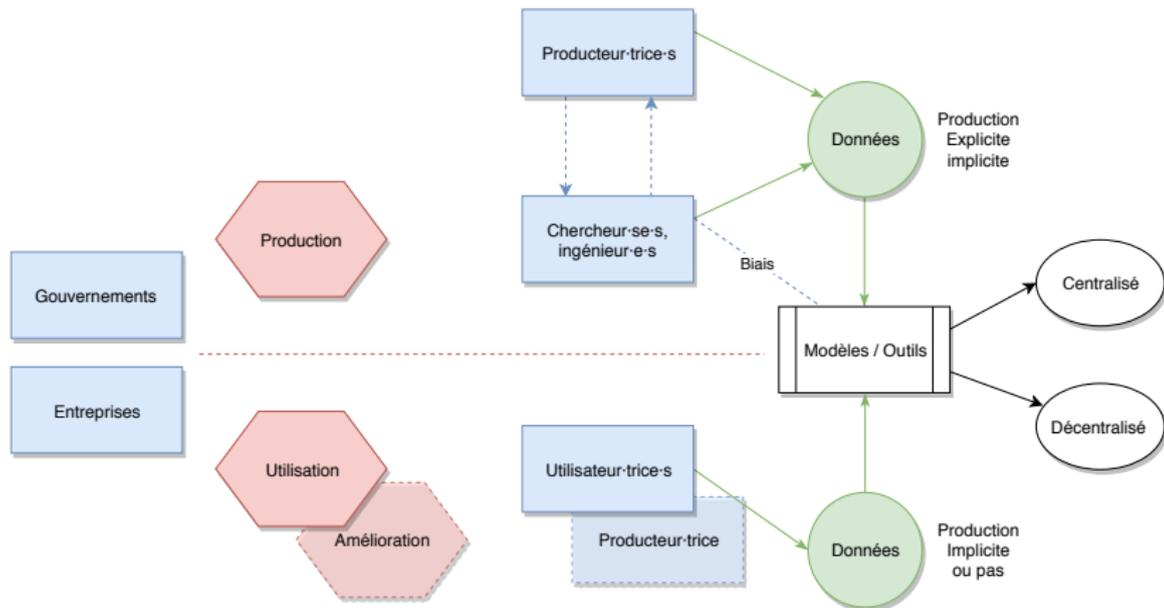 Producteur·trice·s
Données
Production
Explicite
implicite
Chercheur·se·s,
ingénieur·e·s
Production
Biais
Gouvernements
Centralisé
Modèles / Outils
Entreprises
Décentralisé
Utilisation
Utilisateur·trice·s
Amélioration
Producteur·trice
Données
Production
Implicite
ou pas